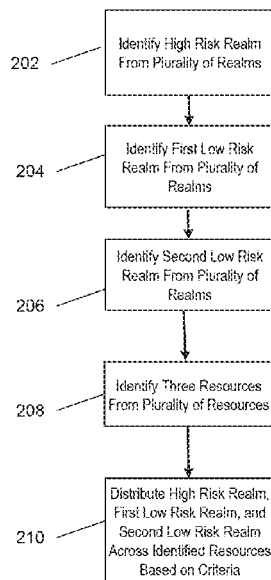 202
Identify High Risk Realm
From Plurality of Realms
204
Identify First Low Risk
Realm From Plurality of
Realms
206
Identify Second Low Risk
Realm From Plurality of
Realms
208
Identify Three Resources
From Plurality of Resources
210
Distribute High Risk Realm,
First Low Risk Realm, and
Second Low Risk Realm
Across Identified Resources
Based on Criteria